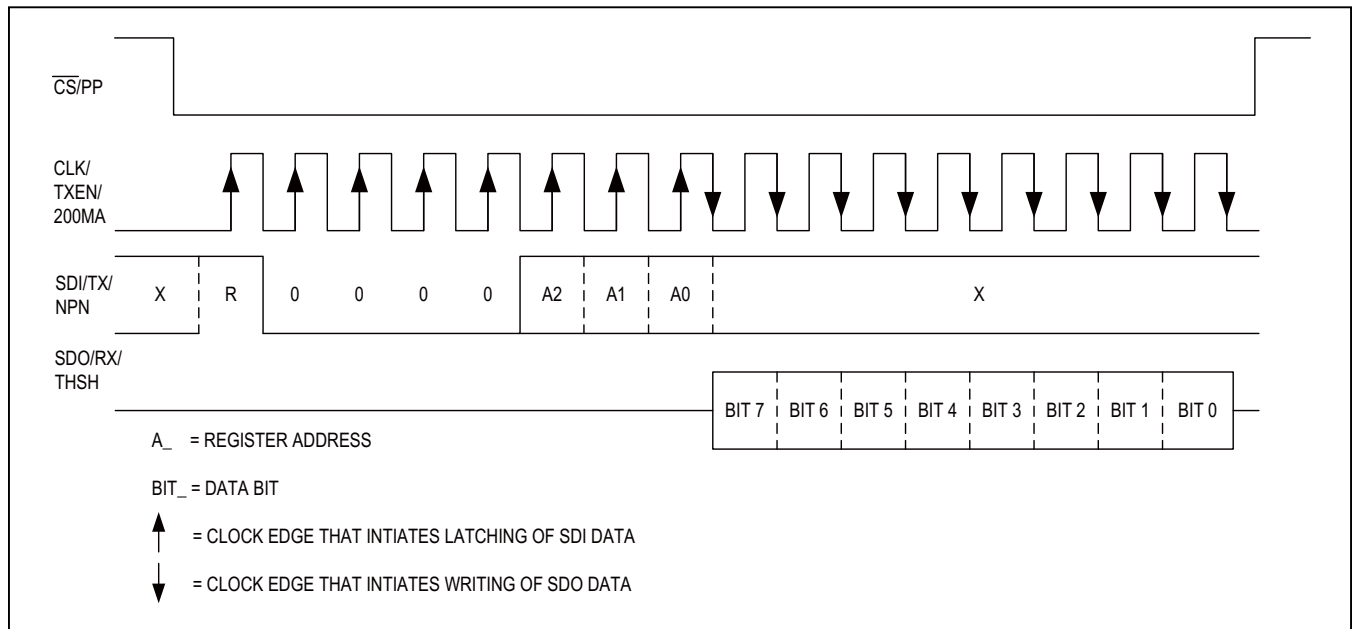 C̅S̅/PP
CLK/
TXEN/
200MA
SDI/TX/
NPN
X R 0 0 0 0 A2 A1 A0 X
SDO/RX/
THSH
BIT 7 BIT 6 BIT 5 BIT 4 BIT 3 BIT 2 BIT 1 BIT 0
A_ = REGISTER ADDRESS
BIT_ = DATA BIT
= CLOCK EDGE THAT INTIATES LATCHING OF SDI DATA
= CLOCK EDGE THAT INTIATES WRITING OF SDO DATA